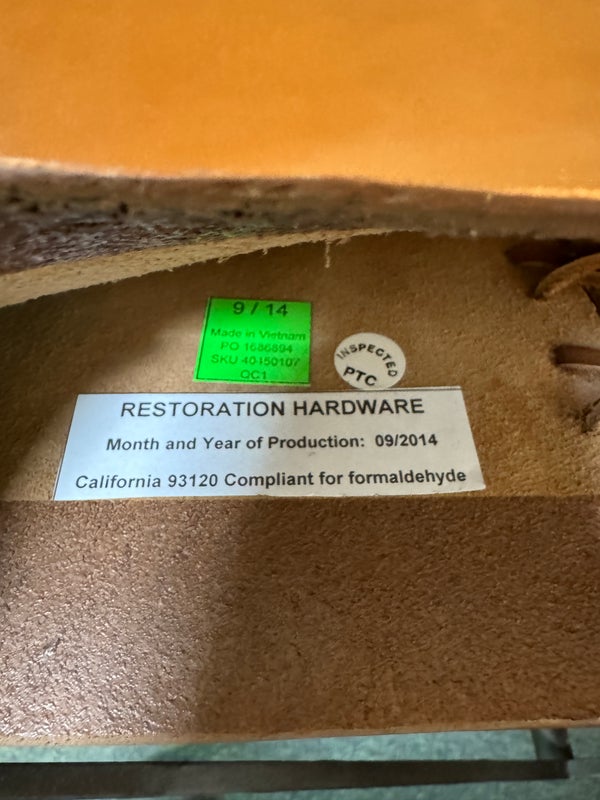 9 / 14
Made in Vietnam
PO 1686894
SKU 40450107
QC1
INSPECTED
PTC
RESTORATION HARDWARE
Month and Year of Production: 09/2014
California 93120 Compliant for formaldehyde